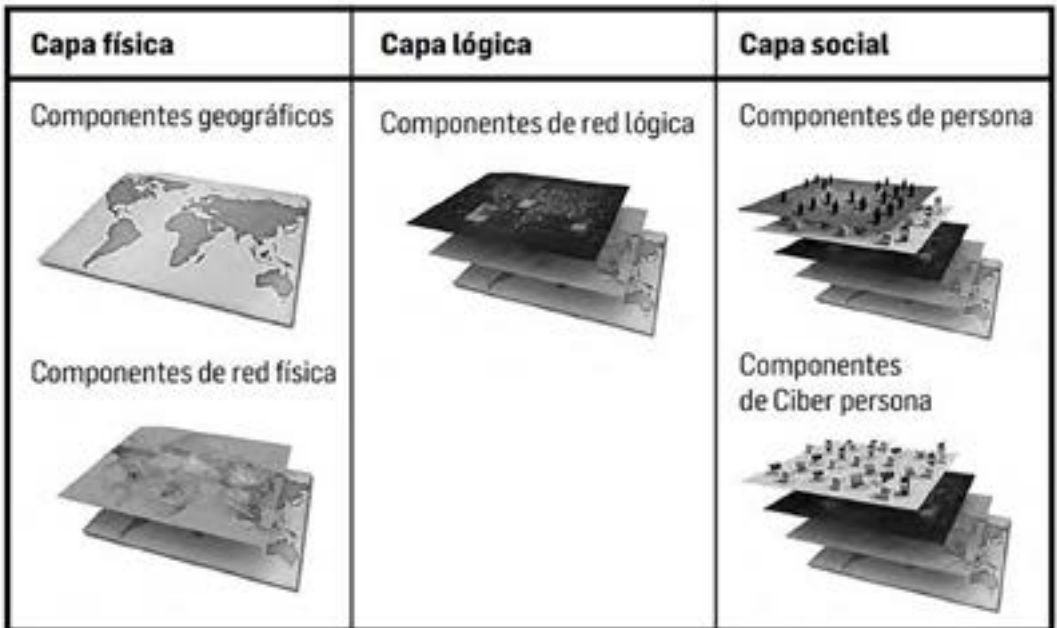 Capa física
Capa lógica
Capa social
Componentes geográficos
Componentes de red física
Componentes de red lógica
Componentes de persona
Componentes
de Ciber persona